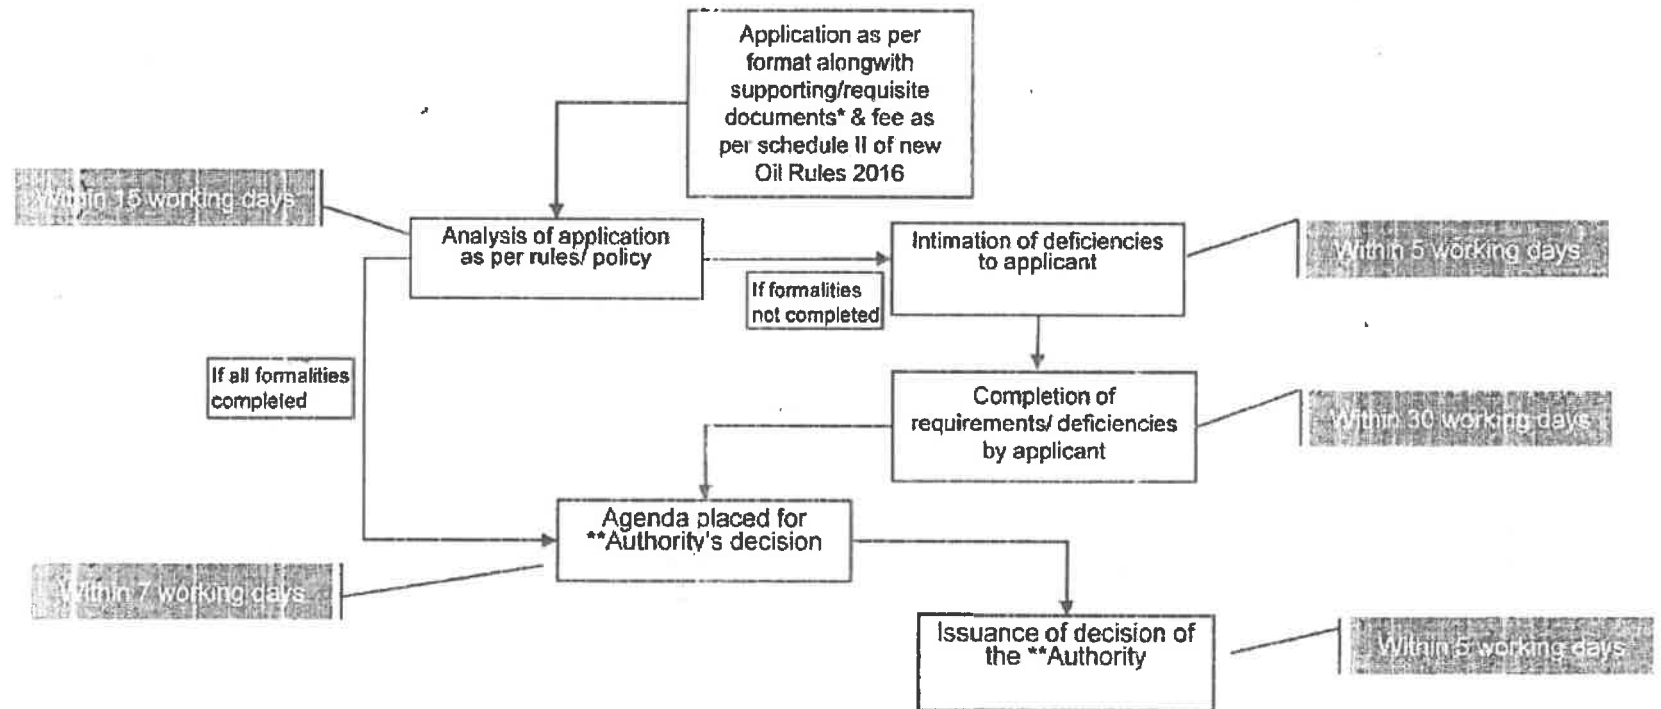 Application as per
format alongwith
supporting/requisite
documents* & fee as
per schedule II of new
Oil Rules 2016
Within 15 working days
Analysis of application
as per rules/ policy
Intimation of deficiencies
to applicant
Within 5 working days
If formalities
not completed
If all formalities
completed
Completion of
requirements/ deficiencies
by applicant
Within 30 working days
Agenda placed for
**Authority's decision
Within 7 working days
Issuance of decision of
the **Authority
Within 5 working days